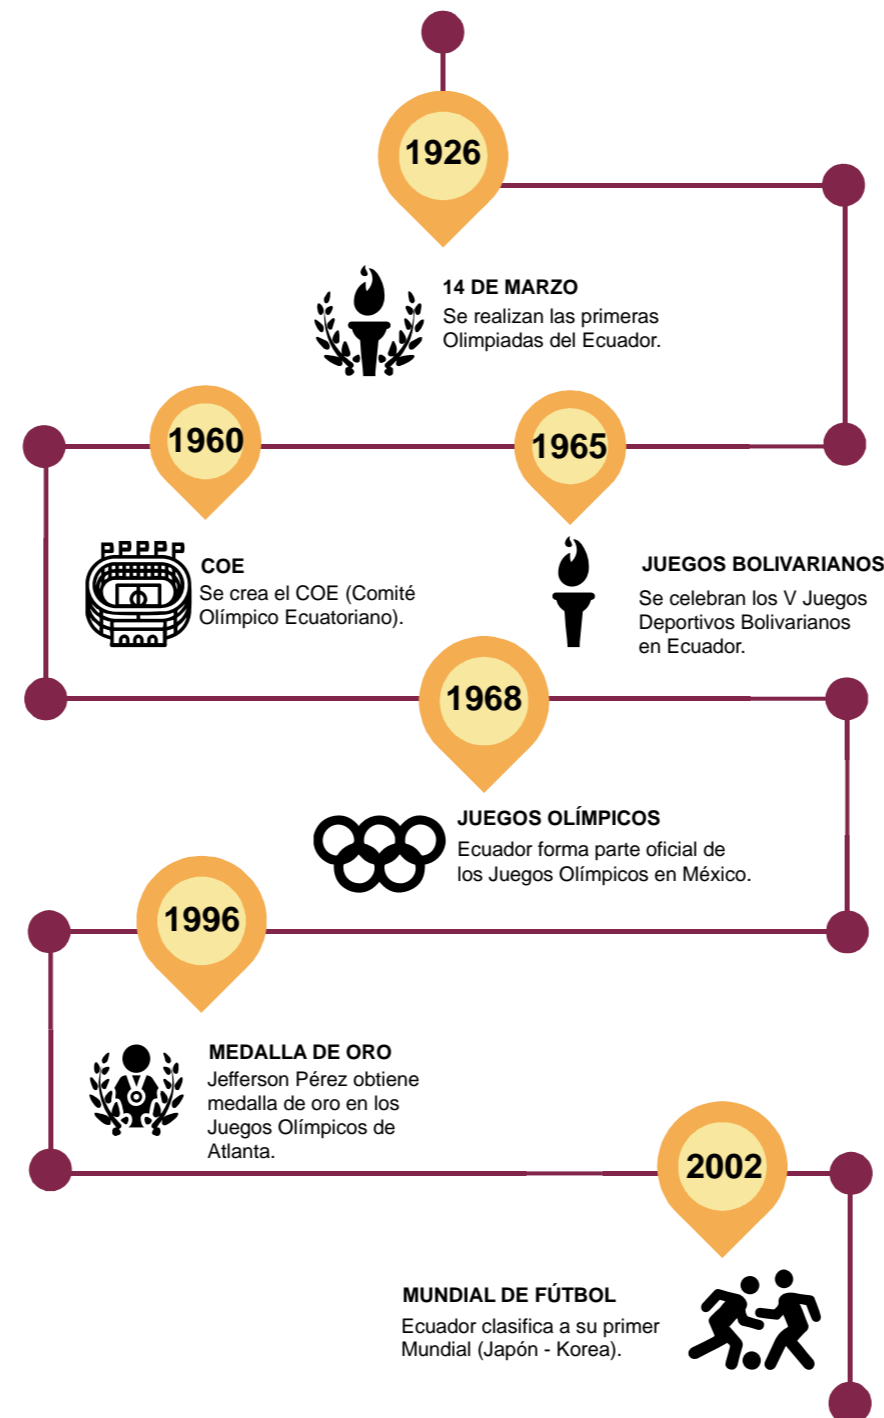 1926
14 DE MARZO
Se realizan las primeras
Olimpiadas del Ecuador.
1960
COE
Se crea el COE (Comité
Olímpico Ecuatoriano).
1965
JUEGOS BOLIVARIANOS
Se celebran los V Juegos
Deportivos Bolivarianos
en Ecuador.
1968
JUEGOS OLÍMPICOS
Ecuador forma parte oficial de
los Juegos Olímpicos en México.
1996
MEDALLA DE ORO
Jefferson Pérez obtiene
medalla de oro en los
Juegos Olímpicos de
Atlanta.
2002
MUNDIAL DE FÚTBOL
Ecuador clasifica a su primer
Mundial (Japón - Korea).